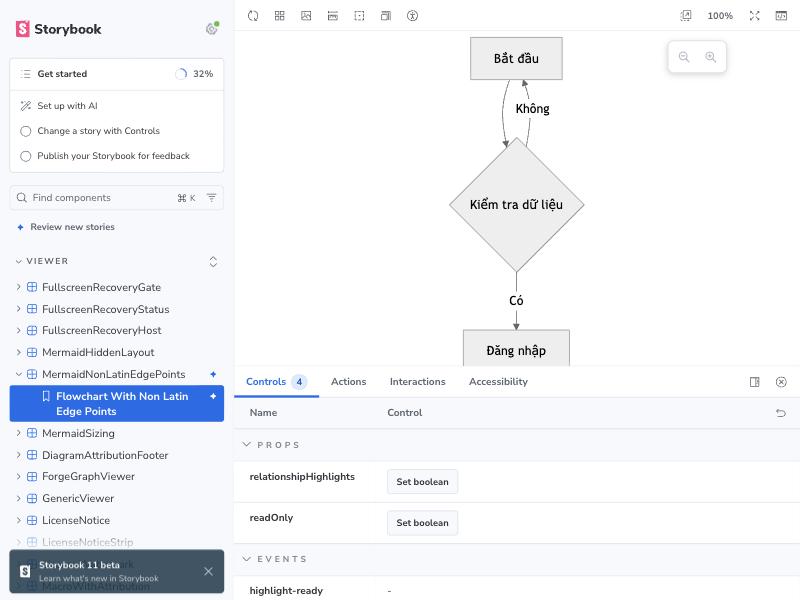 Storybook
Get started
32%
Set up with AI
Change a story with Controls
Publish your Storybook for feedback
Find components
⌘ K
Review new stories
VIEWER
FullscreenRecoveryGate
FullscreenRecoveryStatus
FullscreenRecoveryHost
MermaidHiddenLayout
MermaidNonLatinEdgePoints
Flowchart With Non Latin
Edge Points
MermaidSizing
DiagramAttributionFooter
ForgeGraphViewer
GenericViewer
LicenseNotice
LicenseNoticeStrip
Storybook 11 beta
Learn what's new in Storybook
MacroWithAttribution
100%
Bắt đầu
Không
Kiểm tra dữ liệu
Có
Đăng nhập
Controls 4
Actions
Interactions
Accessibility
Name
Control
PROPS
relationshipHighlights
Set boolean
readOnly
Set boolean
EVENTS
highlight-ready
-